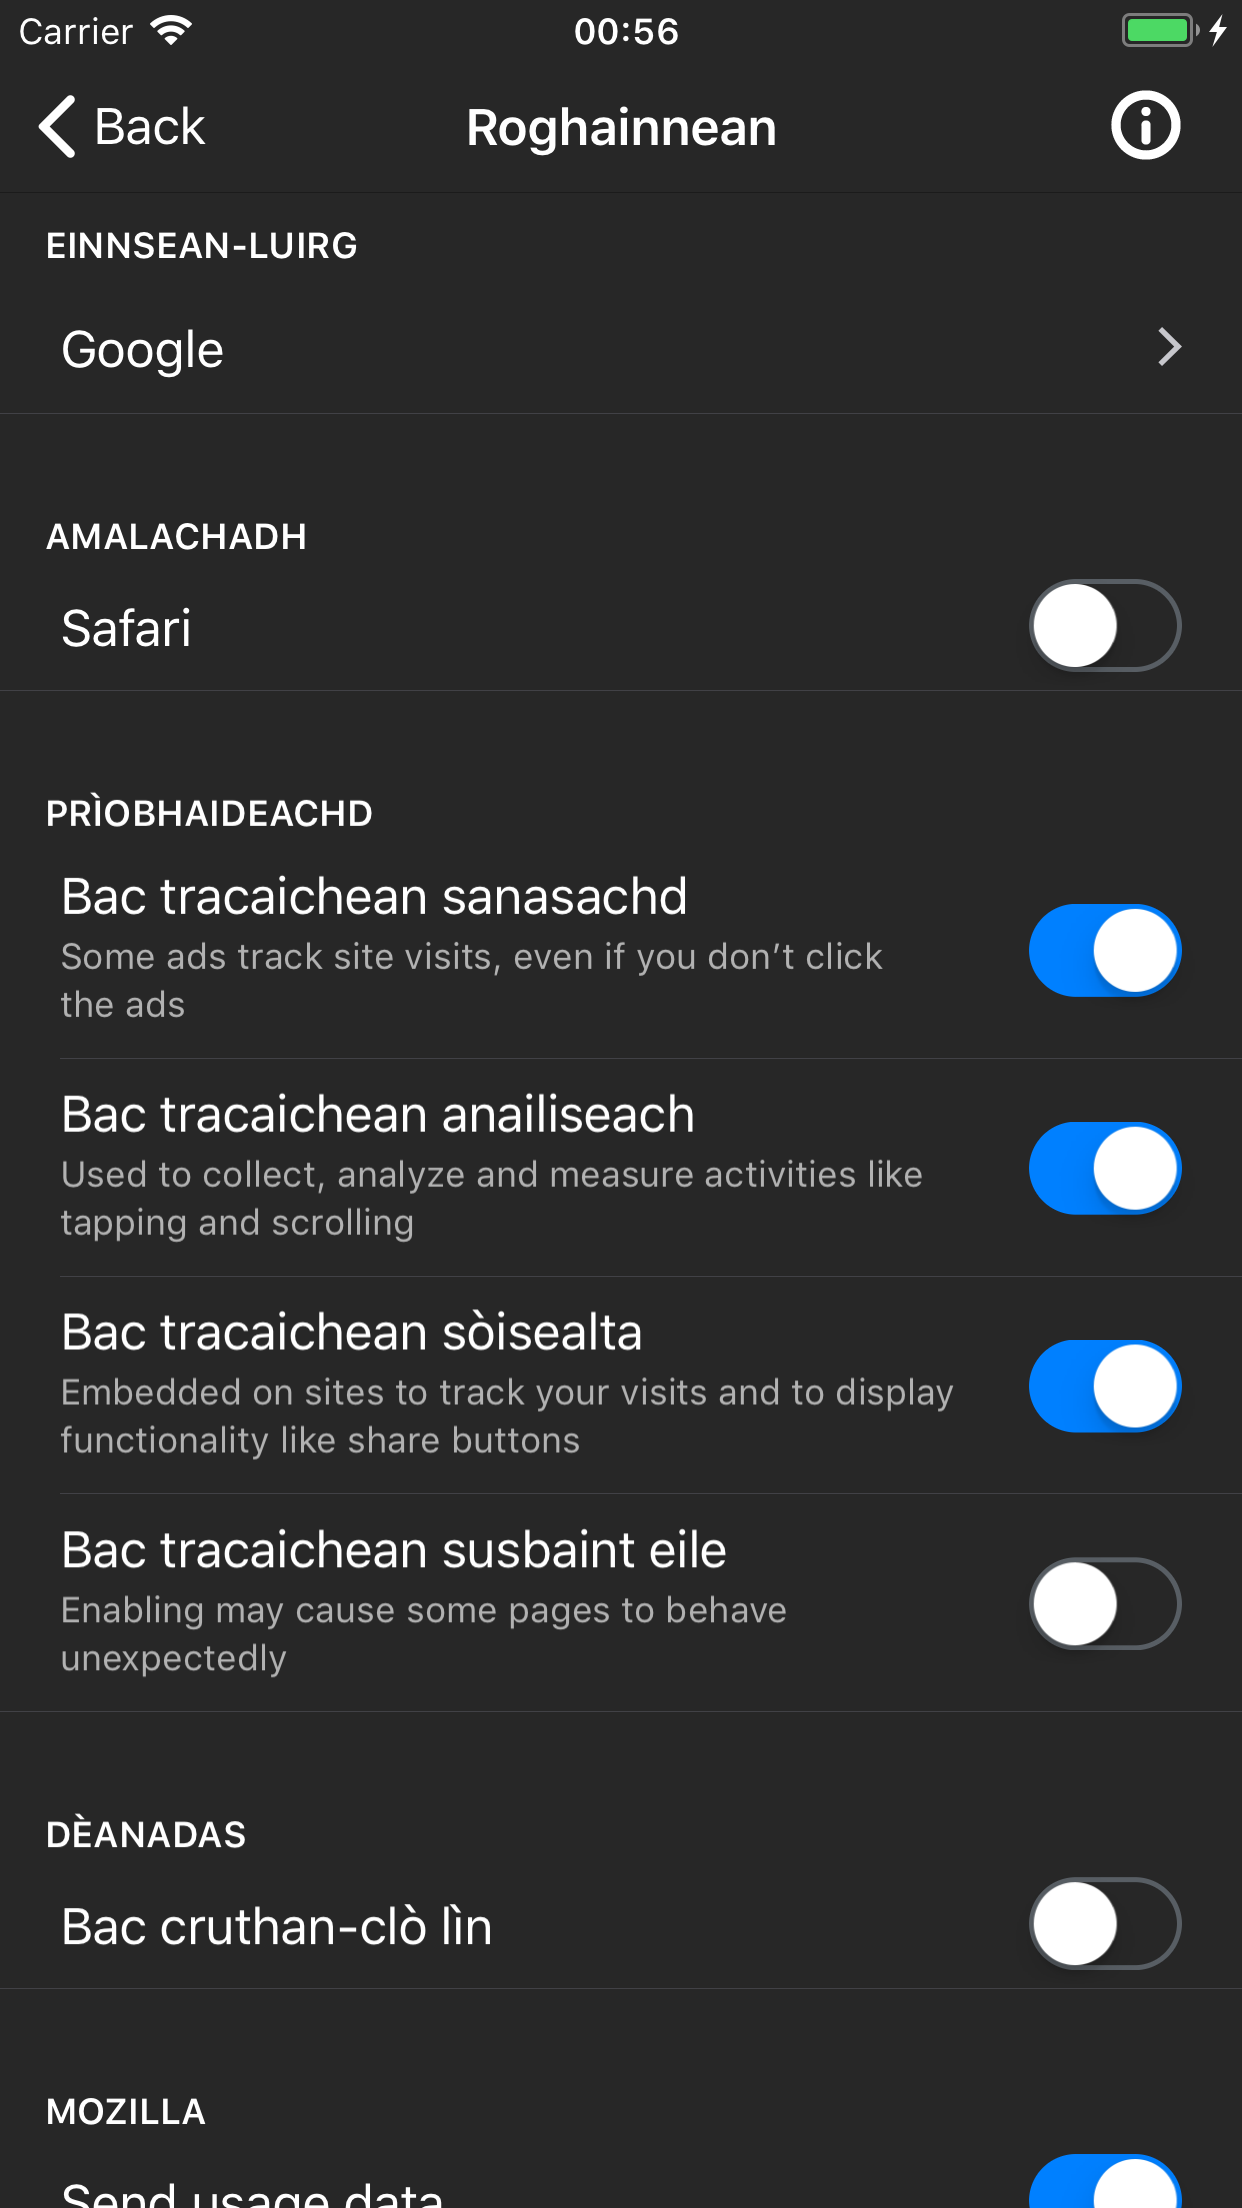 Carrier
00:56
Back
Roghainnean
EINNSEAN-LUIRG
Google
AMALACHADH
Safari
PRÌOBHAIDEACHD
Bac tracaichean sanasachd
Some ads track site visits, even if you don’t click
the ads
Bac tracaichean anailiseach
Used to collect, analyze and measure activities like
tapping and scrolling
Bac tracaichean sòisealta
Embedded on sites to track your visits and to display
functionality like share buttons
Bac tracaichean susbaint eile
Enabling may cause some pages to behave
unexpectedly
DÈANADAS
Bac cruthan-clò lìn
MOZILLA
Send usage data